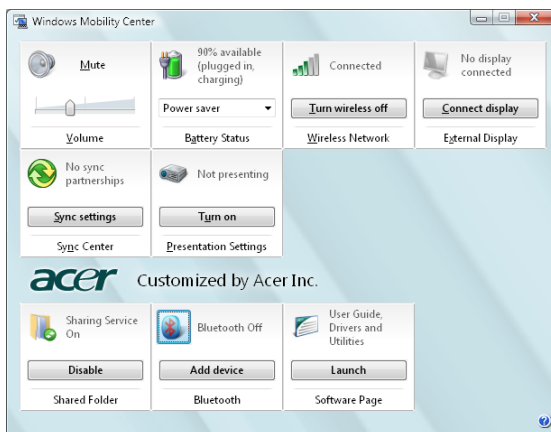 Windows Mobility Center
Mute
Volume
90% available
(plugged in,
charging)
Power saver
Battery Status
Connected
Turn wireless off
Wireless Network
No display
connected
Connect display
External Display
No sync
partnerships
Sync settings
Sync Center
Not presenting
Turn on
Presentation Settings
acer Customized by Acer Inc.
Sharing Service
On
Disable
Shared Folder
Bluetooth Off
Add device
Bluetooth
User Guide,
Drivers and
Utilities
Launch
Software Page